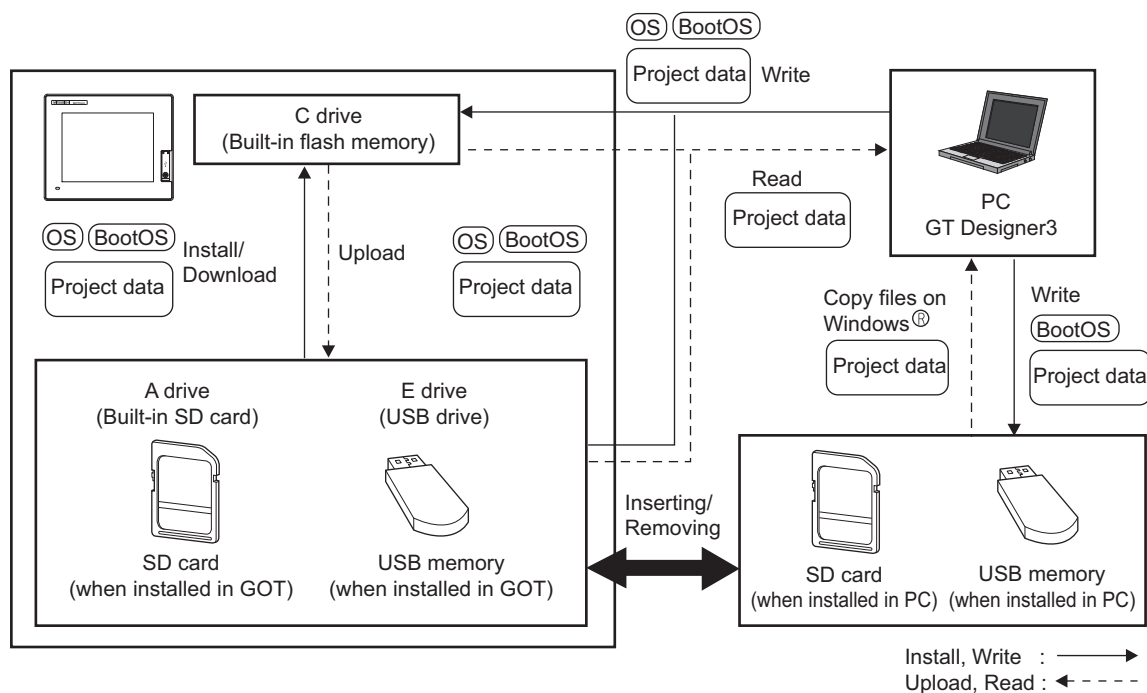 OS BootOS
Project data Write
C drive
(Built-in flash memory)
Read
Project data
PC
GT Designer3
OS BootOS
Project data
Install/
Download
Upload
OS BootOS
Project data
Copy files on
Windows®
Project data
Write
BootOS
Project data
A drive
(Built-in SD card)
E drive
(USB drive)
SD card
(when installed in GOT)
USB memory
(when installed in GOT)
Inserting/
Removing
SD card
(when installed in PC)
USB memory
(when installed in PC)
Install, Write :
Upload, Read :